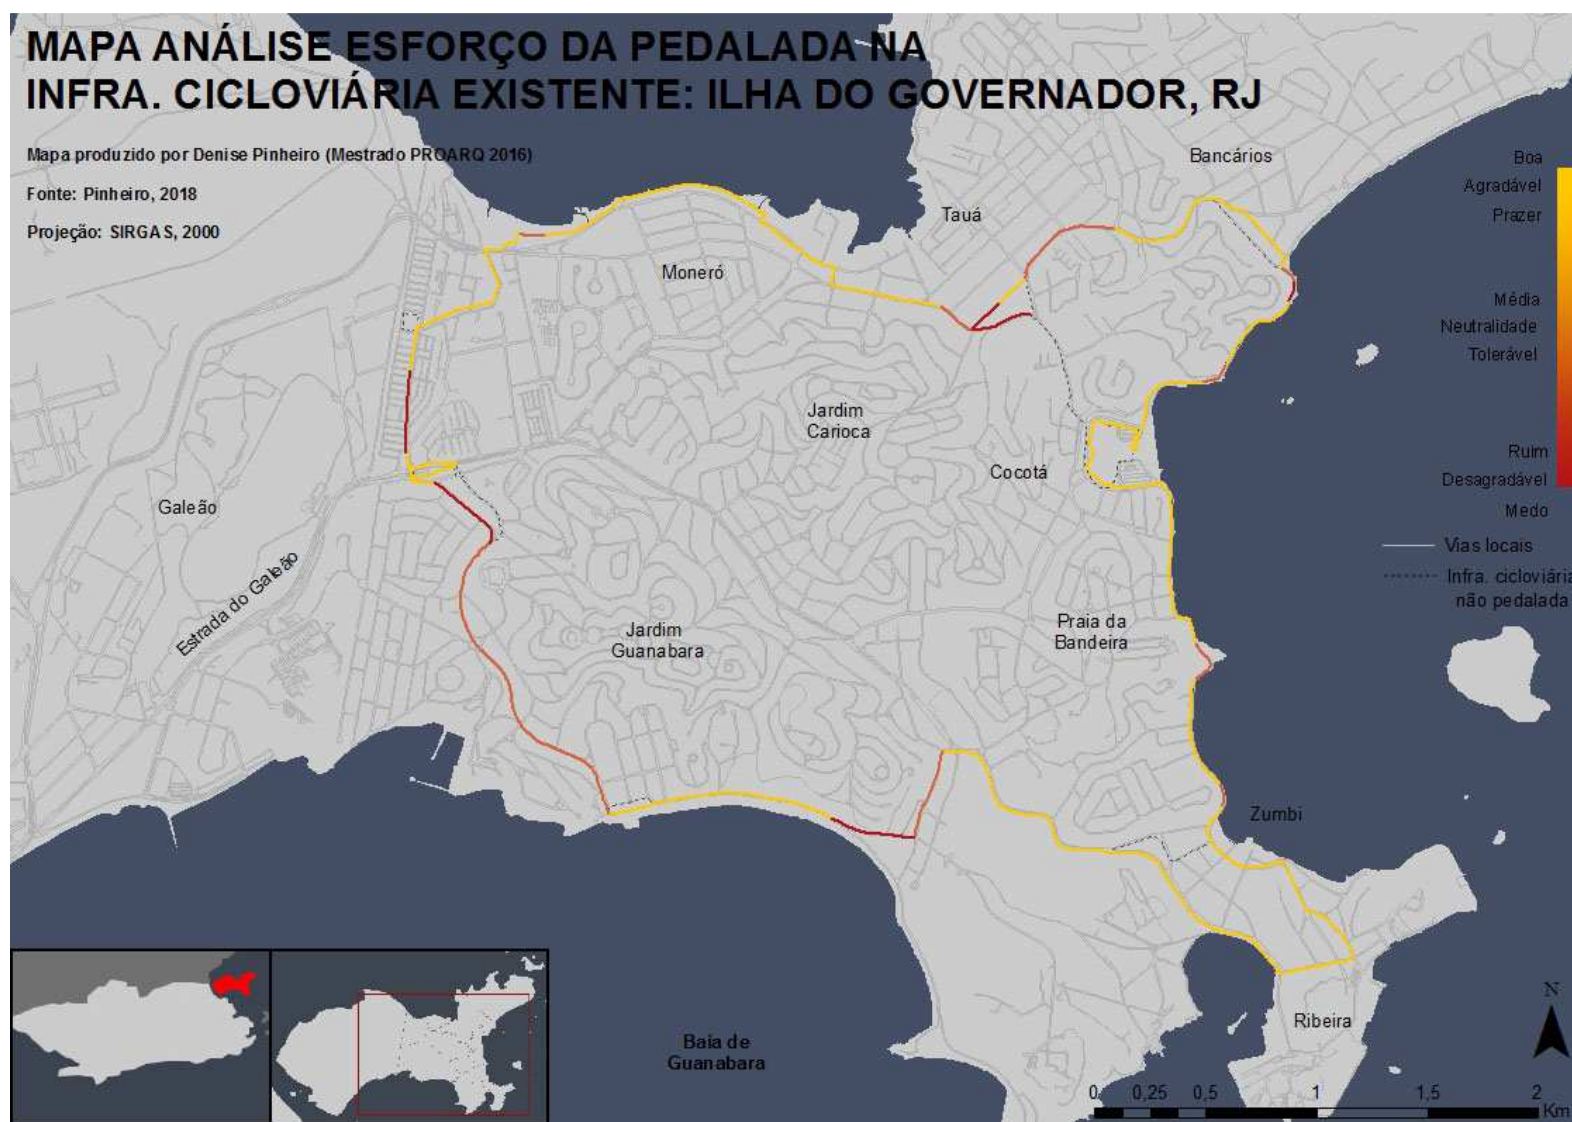 MAPA ANÁLISE ESFORÇO DA PEDALADA NA
INFRA. CICLOVIÁRIA EXISTENTE: ILHA DO GOVERNADOR, RJ
Mapa produzido por Denise Pinheiro (Mestrado PROARQ 2016)
Fonte: Pinheiro, 2018
Projeção: SIRGAS, 2000
Bancários
Tauá
Moneró
Jardim
Carioca
Cocotá
Galeão
Estrada do Galeão
Jardim
Guanabara
Praia da
Bandeira
Zumbi
Ribeira
Baia de
Guanabara
Boa
Agradável
Prazer
Média
Neutralidade
Tolerável
Ruim
Desagradável
Medo
Vias locais
Infra. cicloviária
não pedalada
N
0 0,25 0,5 1 1,5 2
Km